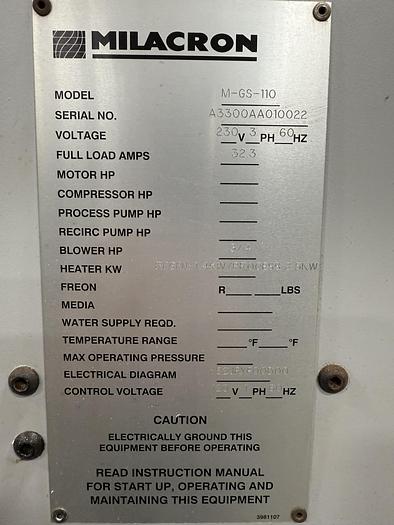 MILACRON
MODEL M-GS-110
SERIAL NO. A3300AA010022
VOLTAGE 230 V 3 PH 60 HZ
FULL LOAD AMPS 32.3
MOTOR HP
COMPRESSOR HP
PROCESS PUMP HP
RECIRC PUMP HP
BLOWER HP 3/4
HEATER KW
FREON R LBS
MEDIA
WATER SUPPLY REQD.
TEMPERATURE RANGE °F °F
MAX OPERATING PRESSURE
ELECTRICAL DIAGRAM
CONTROL VOLTAGE V PH HZ
CAUTION
ELECTRICALLY GROUND THIS
EQUIPMENT BEFORE OPERATING
READ INSTRUCTION MANUAL
FOR START UP, OPERATING AND
MAINTAINING THIS EQUIPMENT
3981107